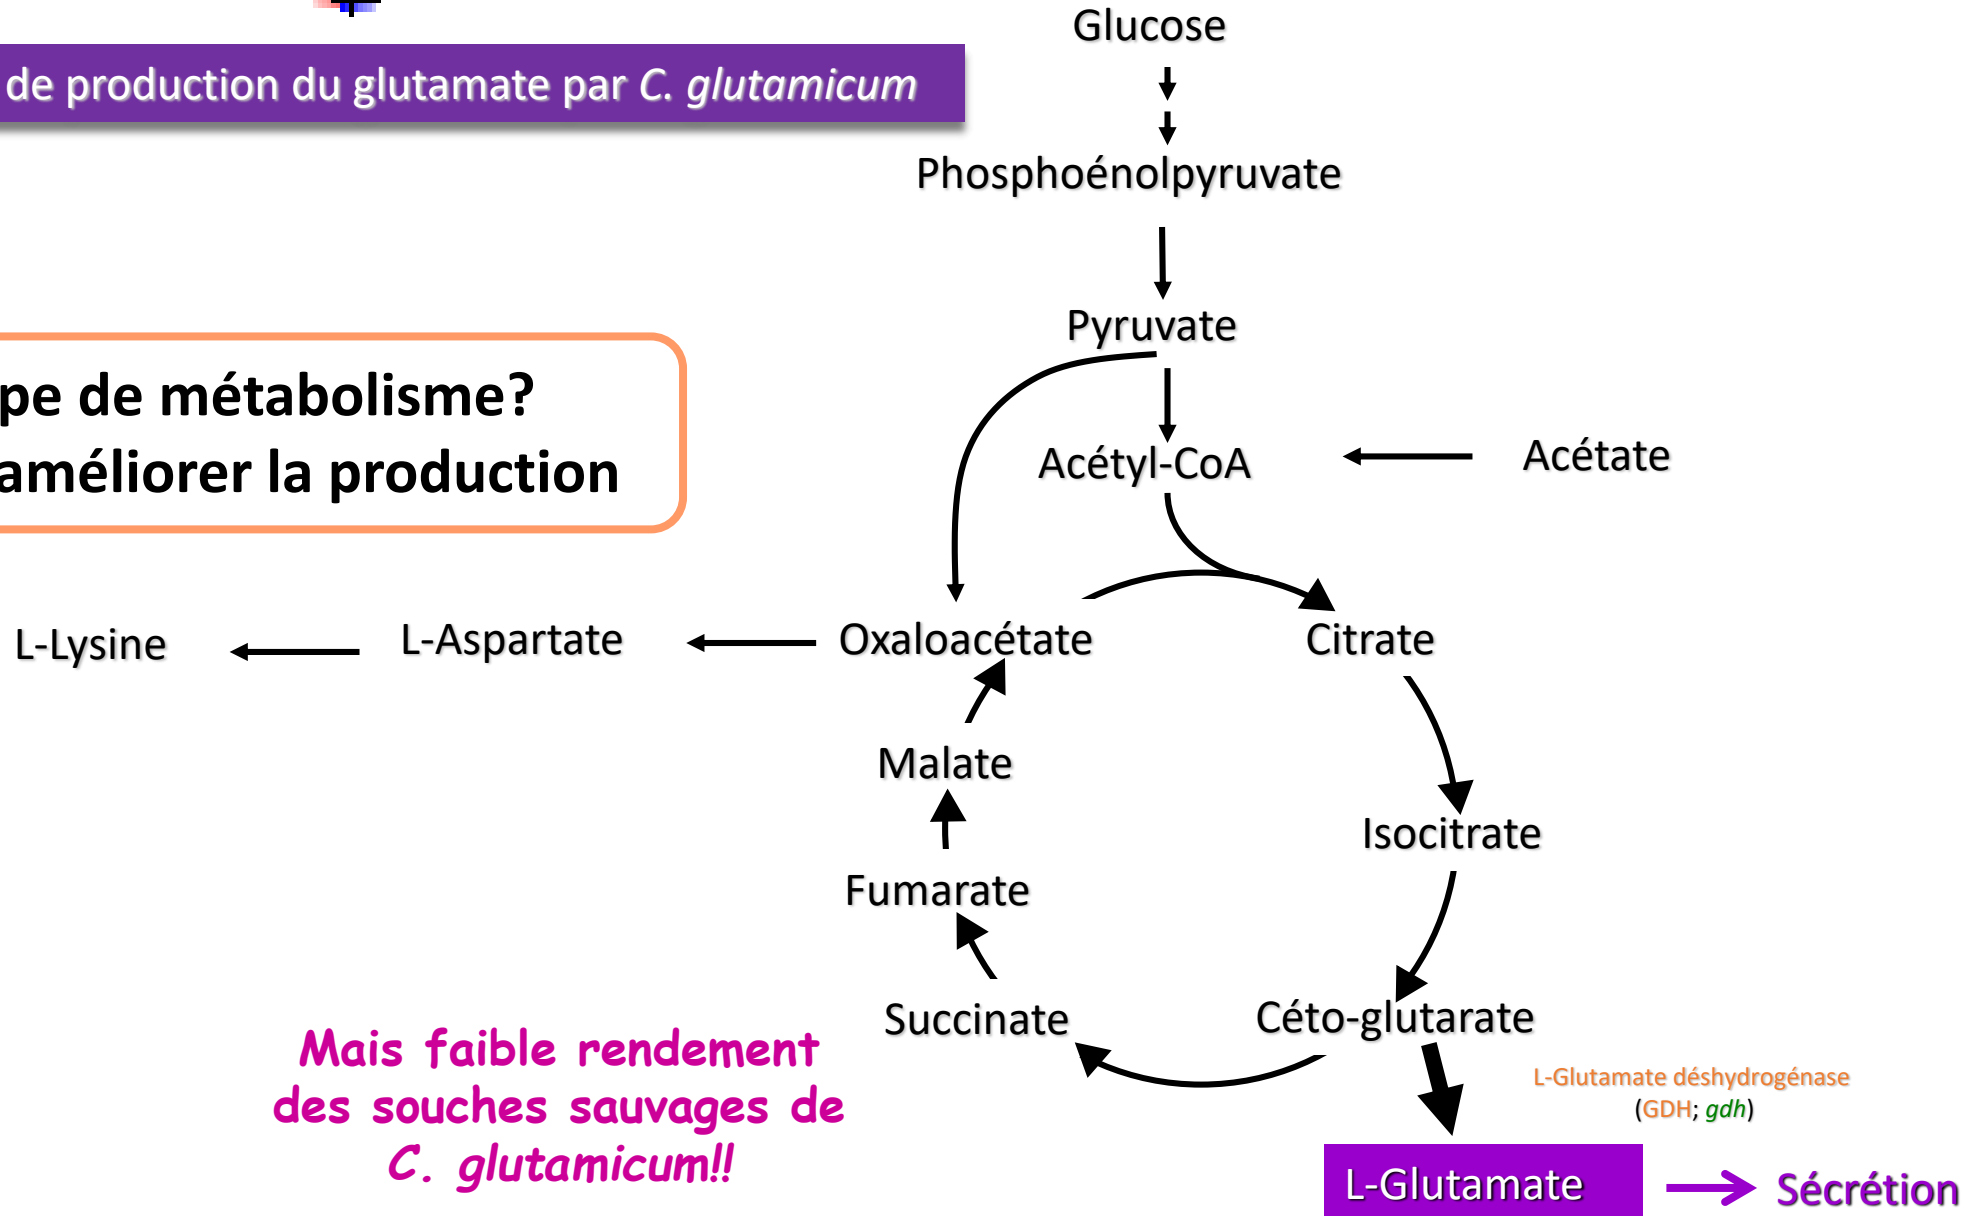 Glucose
de production du glutamate par C. glutamicum
Phosphoénolpyruvate
Pyruvate
pe de métabolisme?
améliorer la production
Acétyl-CoA
Acétate
L-Lysine
L-Aspartate
Oxaloacétate
Citrate
Malate
Isocitrate
Fumarate
Succinate
Céto-glutarate
Mais faible rendement
des souches sauvages de
C. glutamicum!!
L-Glutamate déshydrogénase
(GDH; gdh)
L-Glutamate
Sécrétion